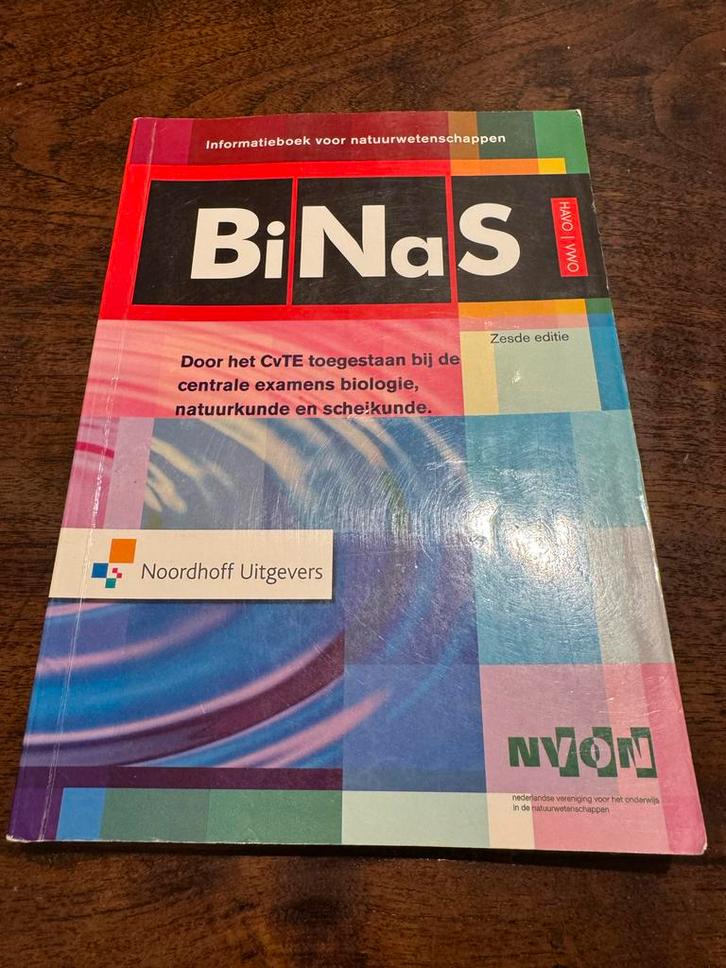 Informatieboek voor natuurwetenschappen
BiNaS
HAVO | VWO
Zesde editie
Door het CvTE toegestaan bij de
centrale examens biologie,
natuurkunde en scheikunde.
Noordhoff Uitgevers
NVON
nederlandse vereniging voor het onderwijs
in de natuurwetenschappen